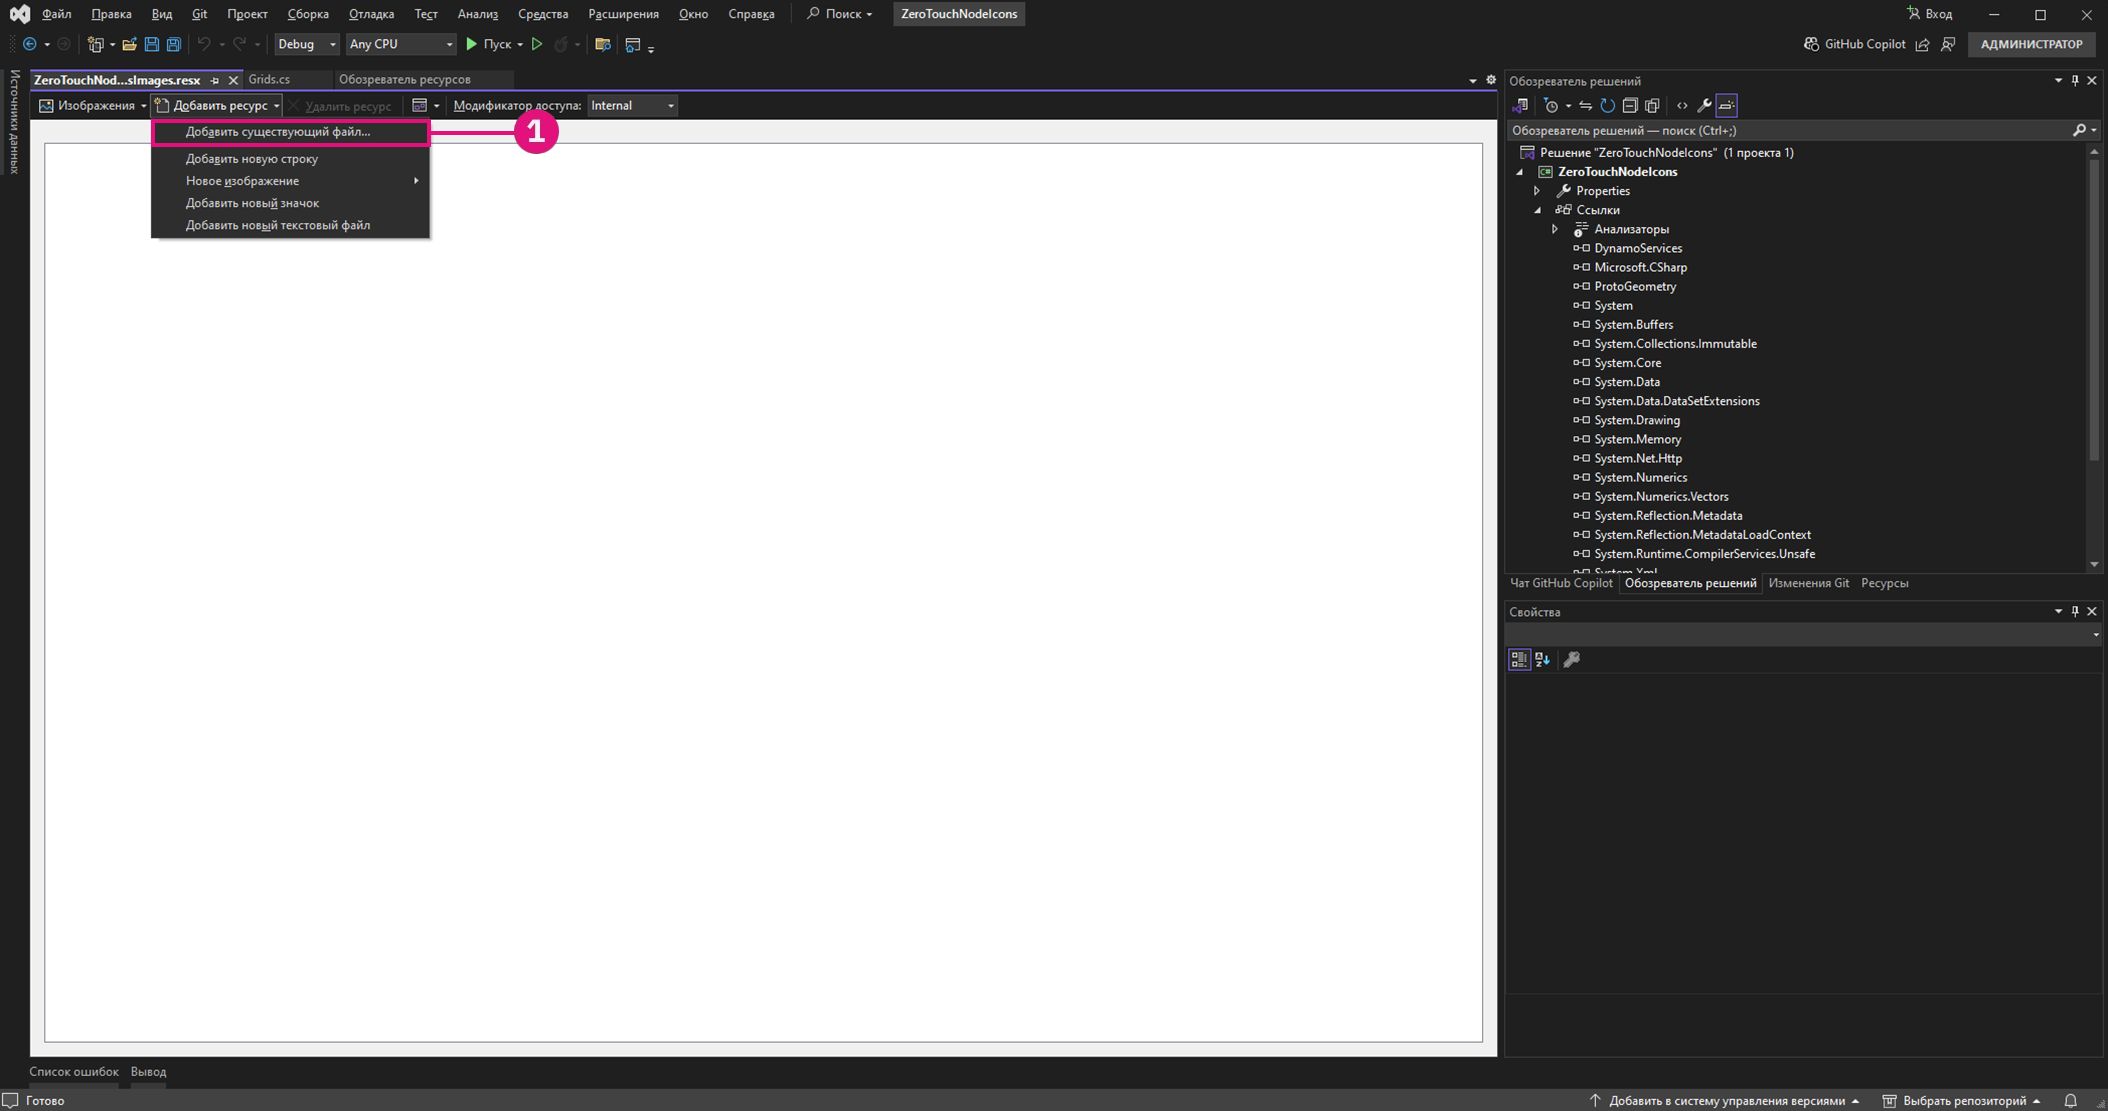 Файл Правка Вид Git Проект Сборка Отладка Тест Анализ Средства Расширения Окно Справка Поиск ZeroTouchNodeIcons Вход
Debug Any CPU Пуск GitHub Copilot АДМИНИСТРАТОР
Источники данных
ZeroTouchNod...sImages.resx Grids.cs Обозреватель ресурсов
Изображения Добавить ресурс Удалить ресурс Модификатор доступа: Internal
Добавить существующий файл...
1
Добавить новую строку
Новое изображение
Добавить новый значок
Добавить новый текстовый файл
Обозреватель решений
Обозреватель решений — поиск (Ctrl+;)
Решение "ZeroTouchNodeIcons" (1 проекта 1)
C# ZeroTouchNodeIcons
Properties
Ссылки
Анализаторы
DynamoServices
Microsoft.CSharp
ProtoGeometry
System
System.Buffers
System.Collections.Immutable
System.Core
System.Data
System.Data.DataSetExtensions
System.Drawing
System.Memory
System.Net.Http
System.Numerics
System.Numerics.Vectors
System.Reflection.Metadata
System.Reflection.MetadataLoadContext
System.Runtime.CompilerServices.Unsafe
System.Xml
Чат GitHub Copilot Обозреватель решений Изменения Git Ресурсы
Свойства
Список ошибок Вывод
Готово Добавить в систему управления версиями Выбрать репозиторий